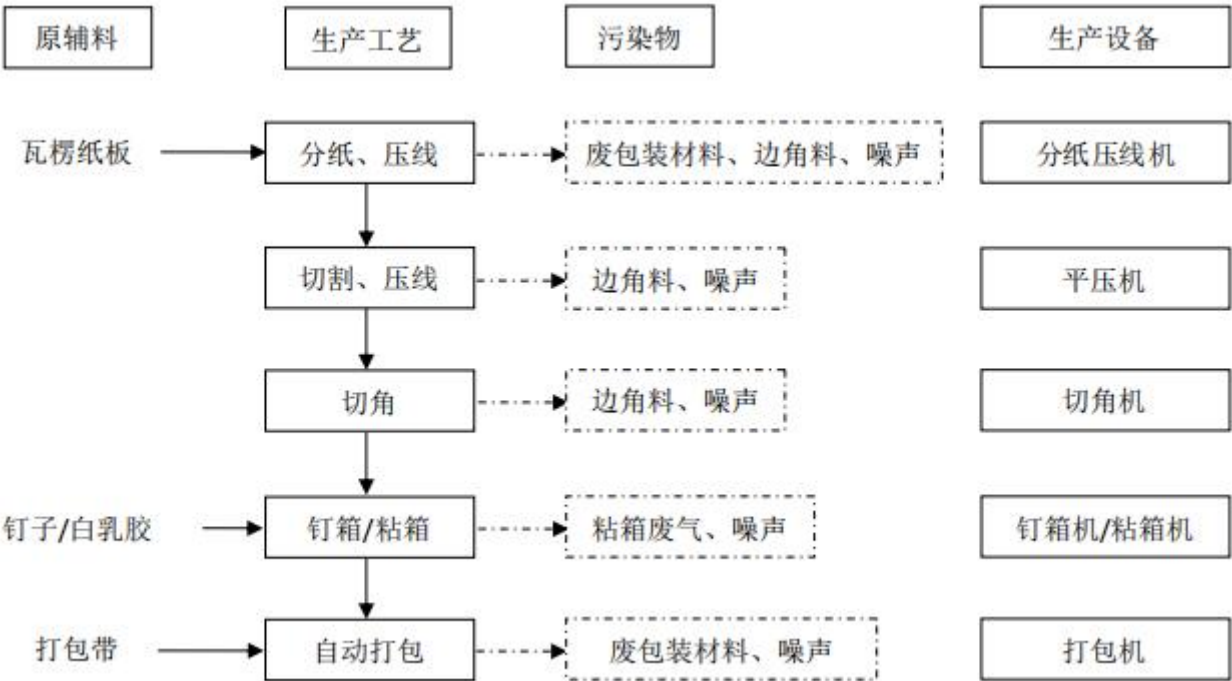 原辅料 生产工艺 污染物 生产设备
瓦楞纸板 分纸、压线 废包装材料、边角料、噪声 分纸压线机
切割、压线 边角料、噪声 平压机
切角 边角料、噪声 切角机
钉子/白乳胶 钉箱/粘箱 粘箱废气、噪声 钉箱机/粘箱机
打包带 自动打包 废包装材料、噪声 打包机